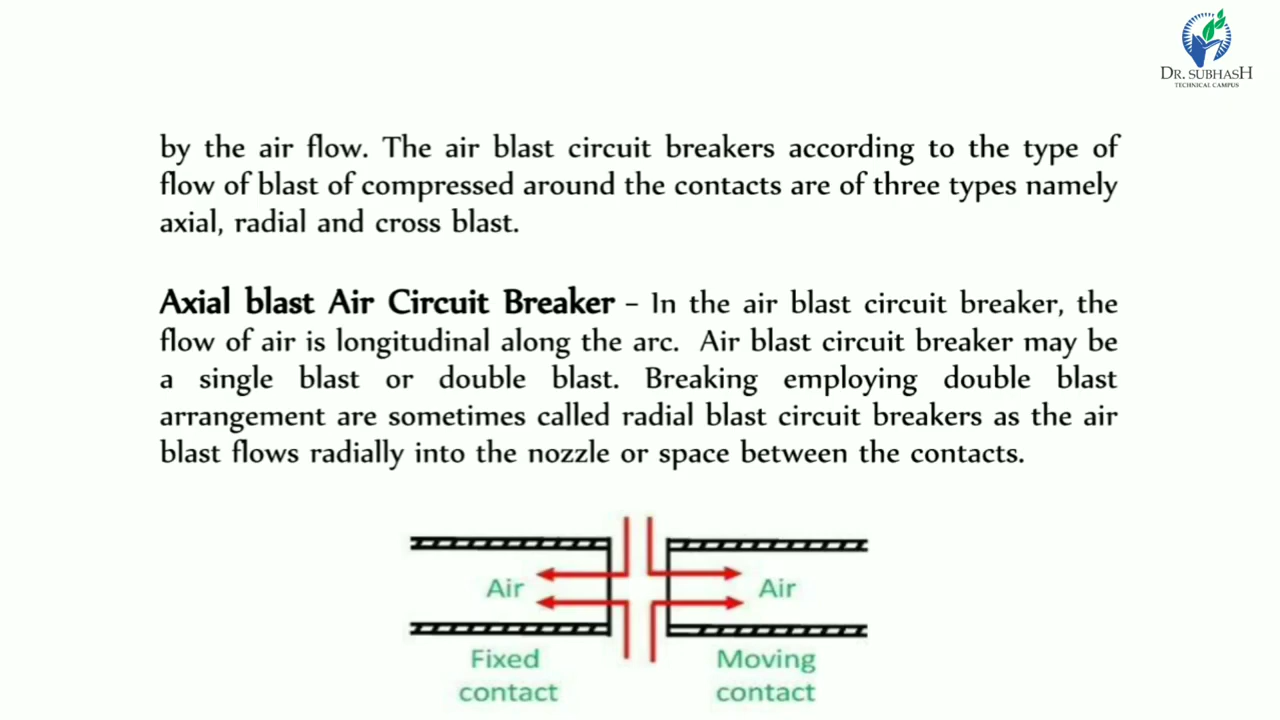 DR. SUBHASH
TECHNICAL CAMPUS
by the air flow. The air blast circuit breakers according to the type of
flow of blast of compressed around the contacts are of three types namely
axial, radial and cross blast.
Axial blast Air Circuit Breaker – In the air blast circuit breaker, the
flow of air is longitudinal along the arc. Air blast circuit breaker may be
a single blast or double blast. Breaking employing double blast
arrangement are sometimes called radial blast circuit breakers as the air
blast flows radially into the nozzle or space between the contacts.
Air
Air
Fixed
contact
Moving
contact